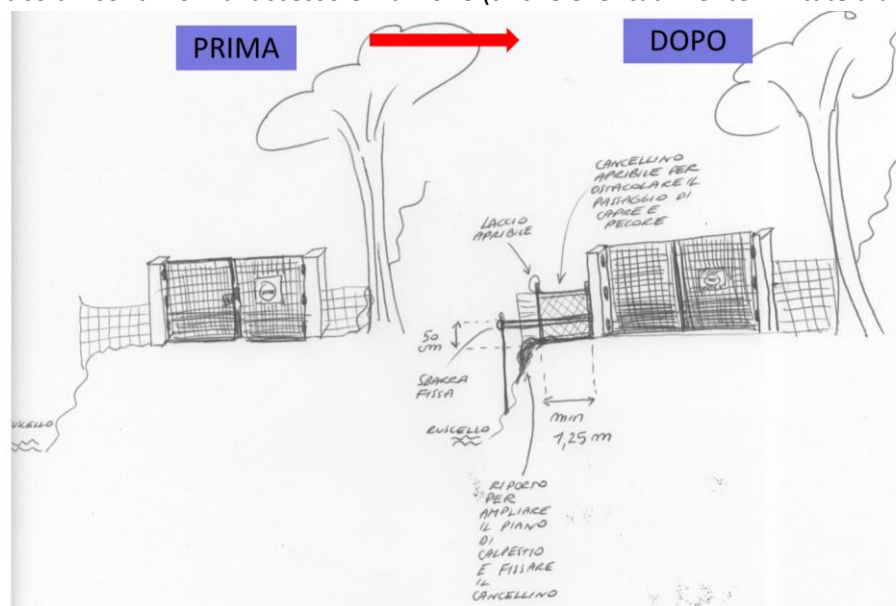 PRIMA
DOPO
CANCELLINO
APRIBILE PER
OSTACOLARE IL
PASSAGGIO DI
CAPRE E
PECORE
LACCIO
APRIBILE
50
cm
SBARRA
FISSA
RUSCELLO
min
1,25 m
RIPORTO
PER
AMPLIARE
IL PIANO
DI
CALPESTIO
E FISSARE
IL
CANCELLINO